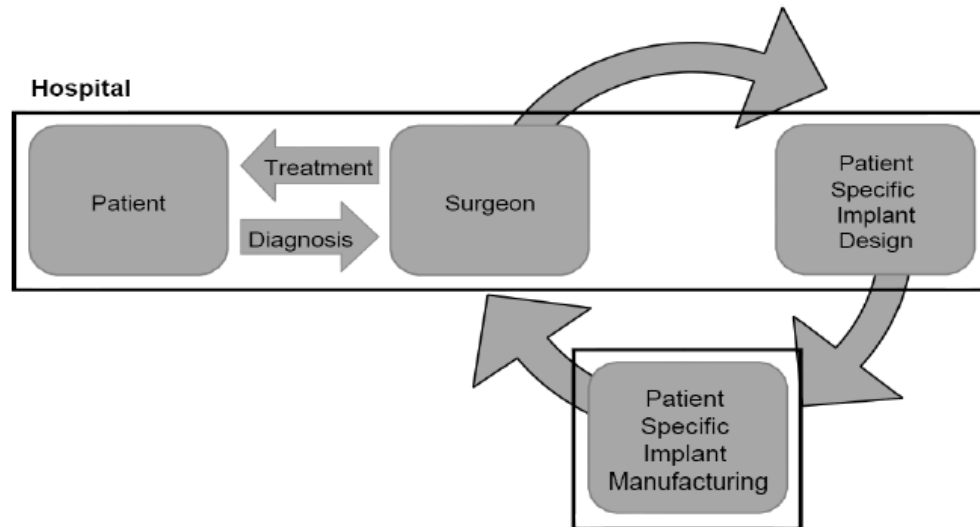 Hospital
Patient
Treatment
Diagnosis
Surgeon
Patient
Specific
Implant
Design
Patient
Specific
Implant
Manufacturing